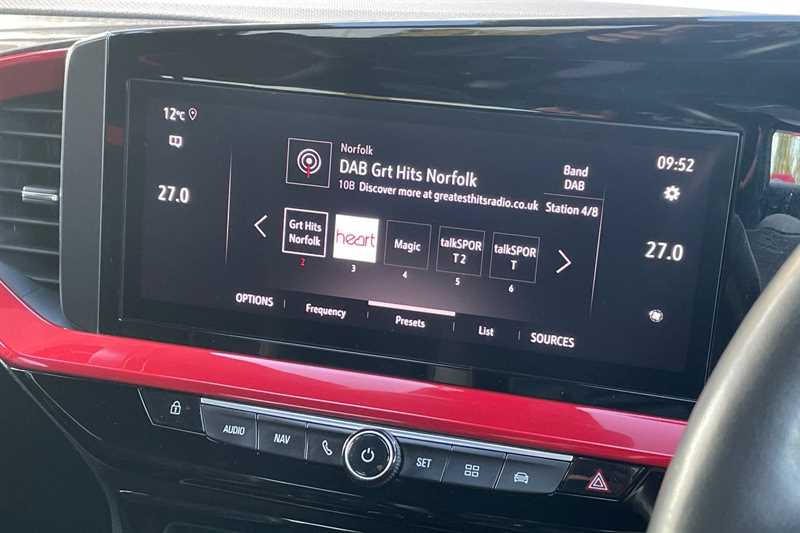 12°C
27.0
Norfolk
DAB Grt Hits Norfolk
10B Discover more at greatesthitsradio.co.uk
Band
DAB
Station 4/8
09:52
27.0
Grt Hits
Norfolk
2
heart
3
Magic
4
talkSPOR
T 2
5
talkSPOR
T
6
OPTIONS
Frequency
Presets
List
SOURCES
AUDIO
NAV
SET